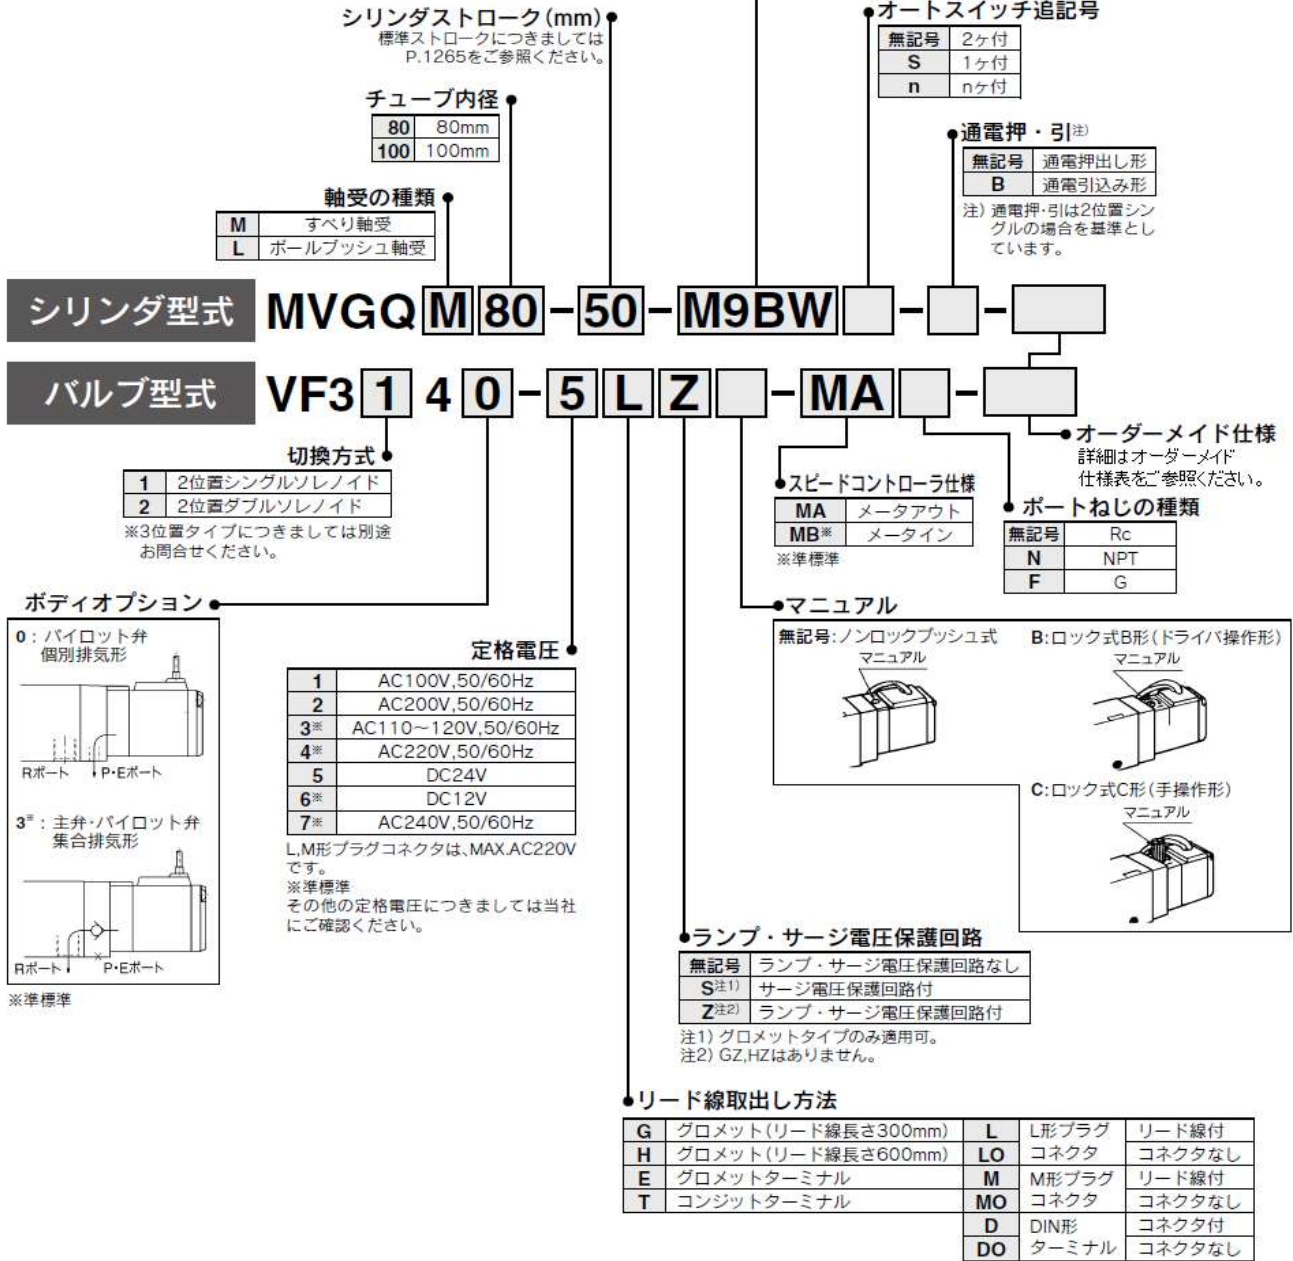 シリンダストローク(mm)
標準ストロークにつきましては
P.1265をご参照ください。
オートスイッチ追記号
無記号 2ヶ付
S 1ヶ付
n nヶ付
チューブ内径
80 80mm
100 100mm
通電押・引注)
無記号 通電押出し形
B 通電引込み形
注) 通電押・引は2位置シン
グルの場合を基準とし
ています。
軸受の種類
M すべり軸受
L ボールブッシュ軸受
シリンダ型式 MVGQ M 80 - 50 - M9BW - -
バルブ型式 VF3 1 4 0 - 5 L Z - MA -
切換方式
1 2位置シングルソレノイド
2 2位置ダブルソレノイド
※3位置タイプにつきましては別途
お問合せください。
オーダーメイド仕様
詳細はオーダーメイド
仕様表をご参照ください。
スピードコントローラ仕様
MA メータアウト
MB※ メータイン
※準標準
ポートねじの種類
無記号 Rc
N NPT
F G
ボディオプション
0：パイロット弁
個別排気形
Rポート P・Eポート
3※：主弁・パイロット弁
集合排気形
Rポート P・Eポート
※準標準
定格電圧
1 AC100V,50/60Hz
2 AC200V,50/60Hz
3※ AC110～120V,50/60Hz
4※ AC220V,50/60Hz
5 DC24V
6※ DC12V
7※ AC240V,50/60Hz
L,M形プラグコネクタは、MAX.AC220V
です。
※準標準
その他の定格電圧につきましては当社
にご確認ください。
マニュアル
無記号:ノンロックプッシュ式
マニュアル
B:ロック式B形(ドライバ操作形)
マニュアル
C:ロック式C形(手操作形)
マニュアル
ランプ・サージ電圧保護回路
無記号 ランプ・サージ電圧保護回路なし
S注1) サージ電圧保護回路付
Z注2) ランプ・サージ電圧保護回路付
注1) グロメットタイプのみ適用可。
注2) GZ,HZはありません。
リード線取出し方法
G グロメット(リード線長さ300mm) L L形プラグ リード線付
H グロメット(リード線長さ600mm) LO コネクタ コネクタなし
E グロメットターミナル M M形プラグ リード線付
T コンジットターミナル MO コネクタ コネクタなし
D DIN形 コネクタ付
DO ターミナル コネクタなし